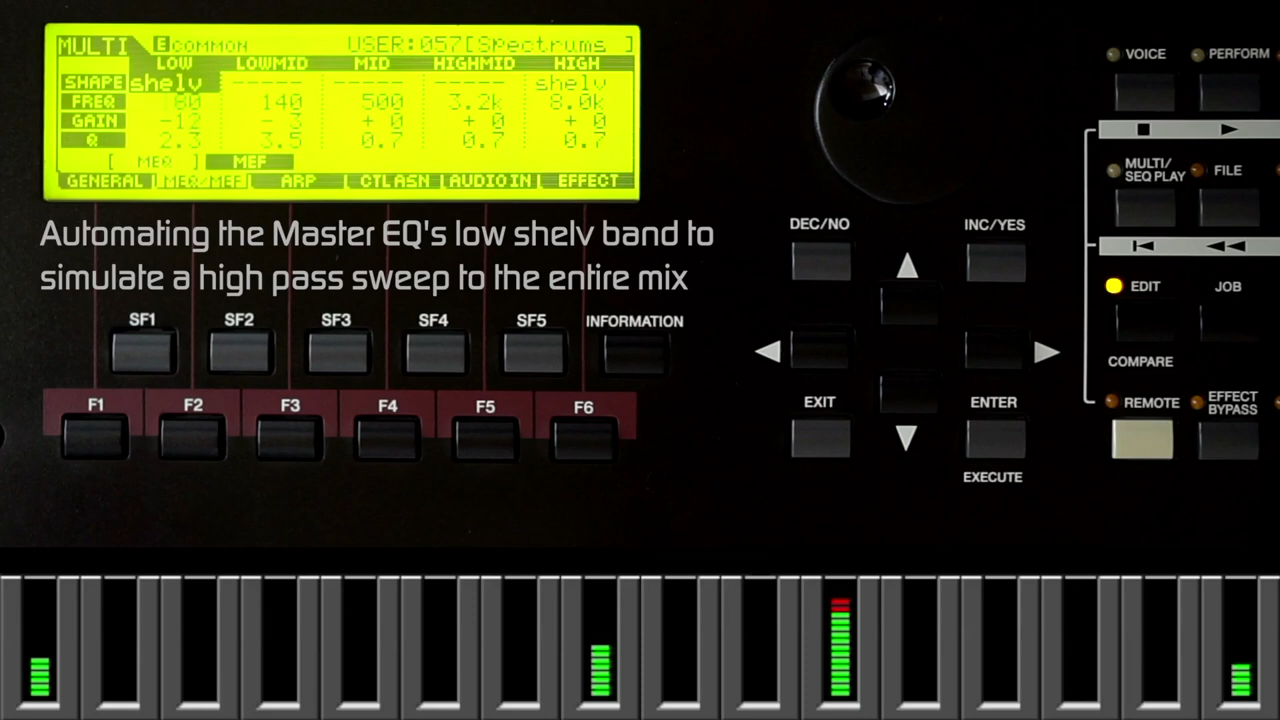 MULTI E COMMON USER:057[Spectrums ]
LOW LOWMID MID HIGHMID HIGH
SHAPE shelv ----- ----- ----- shelv
FREQ 80 140 500 3.2k 8.0k
GAIN -12 - 3 + 0 + 0 + 0
Q 2.3 3.5 0.7 0.7 0.7
[ MEQ ] MEF
GENERAL MEQ/MEF ARP CTLASN AUDIOIN EFFECT
Automating the Master EQ's low shelv band to
simulate a high pass sweep to the entire mix
SF1 SF2 SF3 SF4 SF5 INFORMATION
F1 F2 F3 F4 F5 F6
DEC/NO INC/YES
EXIT ENTER
EXECUTE
VOICE PERFORM
MULTI/
SEQ PLAY FILE
EDIT JOB
COMPARE
REMOTE EFFECT
BYPASS